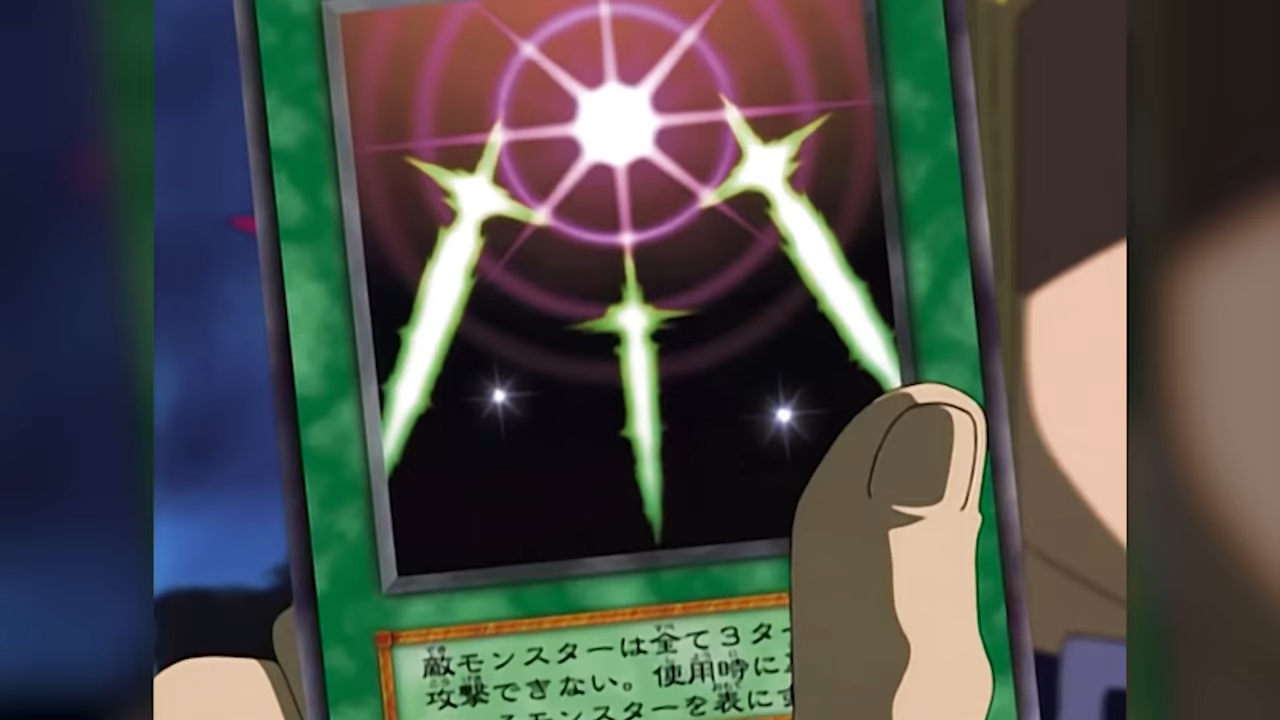 敵モンスターは全て３ター
攻撃できない。使用時に
るモンスターを表にす